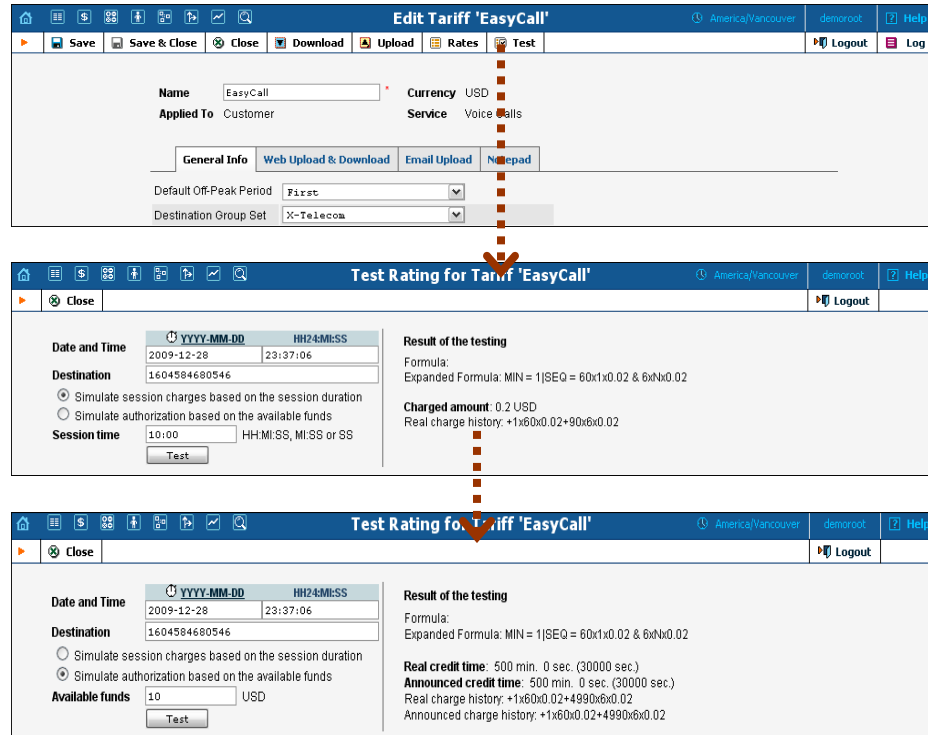 Edit Tariff 'EasyCall' America/Vancouver demoroot ? Help
Save Save & Close Close Download Upload Rates Test Logout Log
Name EasyCall * Currency USD
Applied To Customer Service Voice Calls
General Info Web Upload & Download Email Upload Notepad
Default Off-Peak Period First
Destination Group Set X-Telecom
Test Rating for Tariff 'EasyCall' America/Vancouver demoroot ? Help
Close Logout
YYYY-MM-DD HH24:MI:SS
Date and Time 2009-12-28 23:37:06
Destination 1604584680546
Simulate session charges based on the session duration
Simulate authorization based on the available funds
Session time 10:00 HH:MI:SS, MI:SS or SS
Test
Result of the testing
Formula:
Expanded Formula: MIN = 1|SEQ = 60x1x0.02 & 6xNx0.02
Charged amount: 0.2 USD
Real charge history: +1x60x0.02+90x6x0.02
Test Rating for Tariff 'EasyCall' America/Vancouver demoroot ? Help
Close Logout
YYYY-MM-DD HH24:MI:SS
Date and Time 2009-12-28 23:37:06
Destination 1604584680546
Simulate session charges based on the session duration
Simulate authorization based on the available funds
Available funds 10 USD
Test
Result of the testing
Formula:
Expanded Formula: MIN = 1|SEQ = 60x1x0.02 & 6xNx0.02
Real credit time: 500 min. 0 sec. (30000 sec.)
Announced credit time: 500 min. 0 sec. (30000 sec.)
Real charge history: +1x60x0.02+4990x6x0.02
Announced charge history: +1x60x0.02+4990x6x0.02